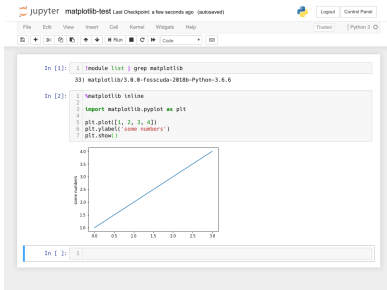 jupyter matplotlib-test Last Checkpoint: a few seconds ago (autosaved)
Logout Control Panel
File Edit View Insert Cell Kernel Widgets Help
Trusted Python 3 O
Run Code
In [1]: 1 !module list | grep matplotlib
33) matplotlib/3.0.0-fosscuda-2018b-Python-3.6.6
In [2]: 1 %matplotlib inline
2
3 import matplotlib.pyplot as plt
4
5 plt.plot([1, 2, 3, 4])
6 plt.ylabel('some numbers')
7 plt.show()
4.0
3.5
3.0
2.5
2.0
1.5
1.0
some numbers
0.0 0.5 1.0 1.5 2.0 2.5 3.0
In [ ]: 1